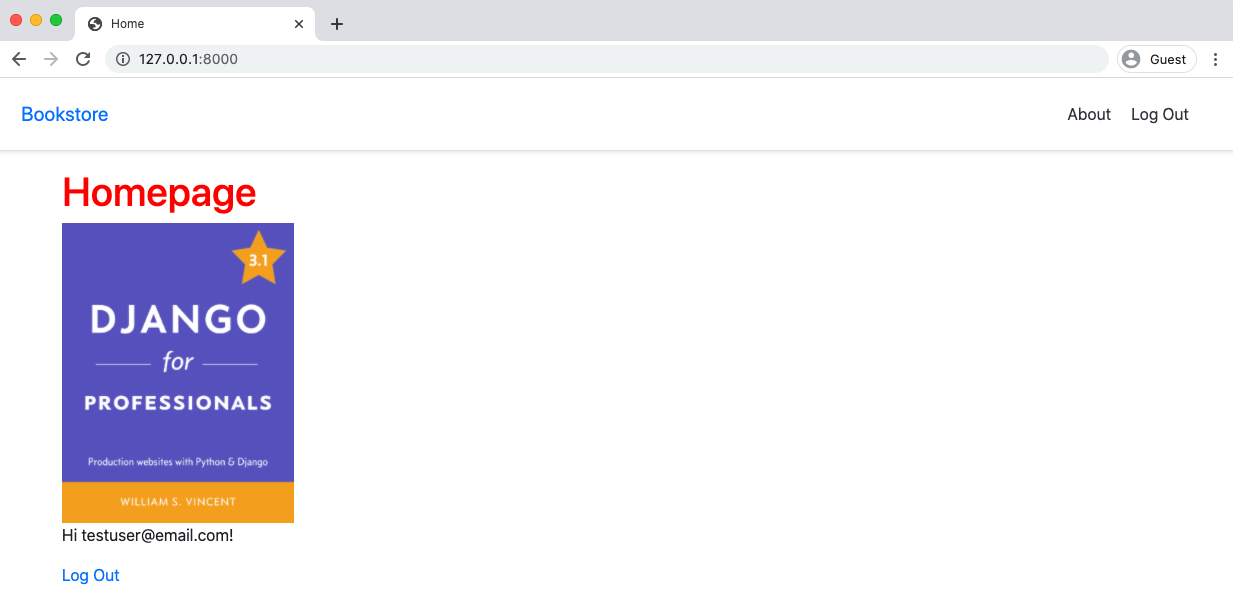 Home
127.0.0.1:8000
Guest
Bookstore
About Log Out
Homepage
3.1
DJANGO
for
PROFESSIONALS
Production websites with Python & Django
WILLIAM S. VINCENT
Hi testuser@email.com!
Log Out